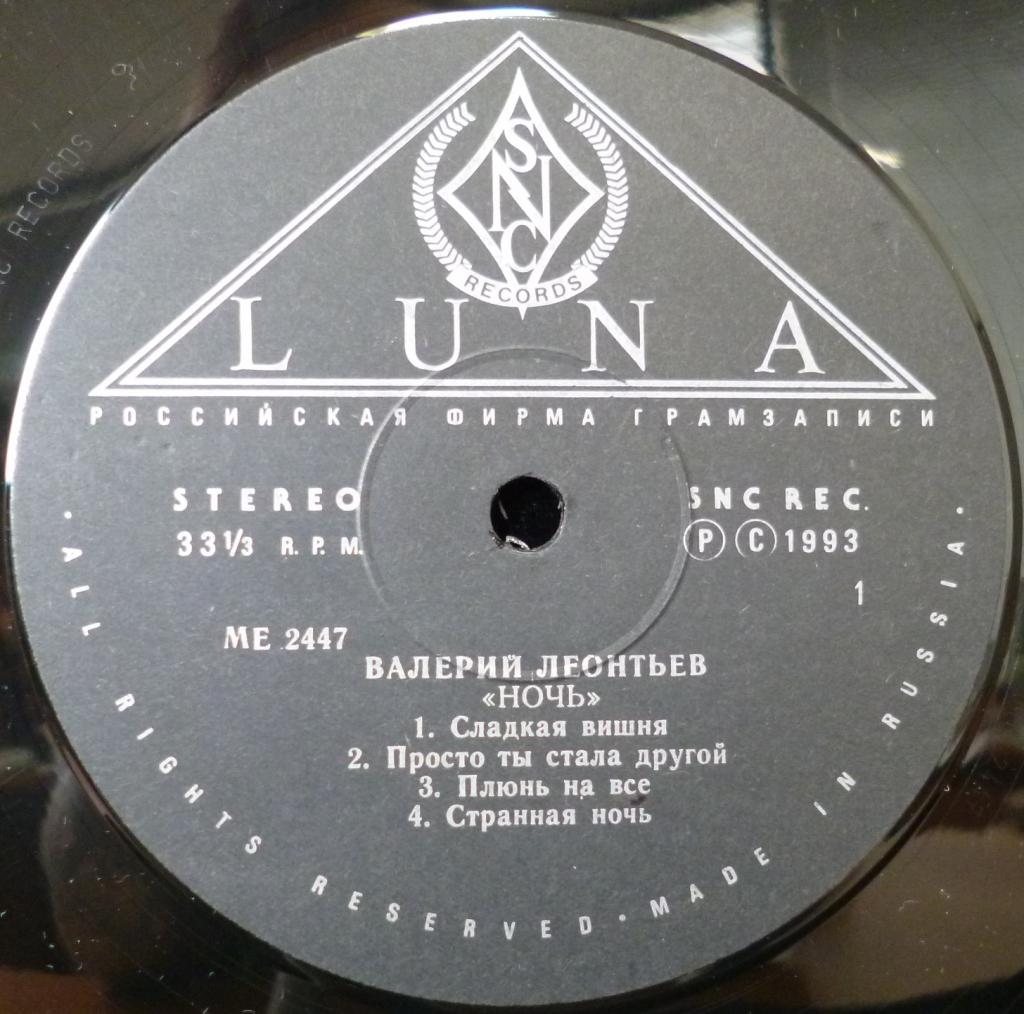 SNC
RECORDS
LUNA
РОССИЙСКАЯ ФИРМА ГРАМЗАПИСИ
STEREO
SNC REC.
33 1/3 R.P.M.
Ⓟ Ⓒ 1993
1
ME 2447
ВАЛЕРИЙ ЛЕОНТЬЕВ
«НОЧЬ»
1. Сладкая вишня
2. Просто ты стала другой
3. Плюнь на все
4. Странная ночь
· ALL RIGHTS RESERVED · MADE IN RUSSIA ·
RECORDS